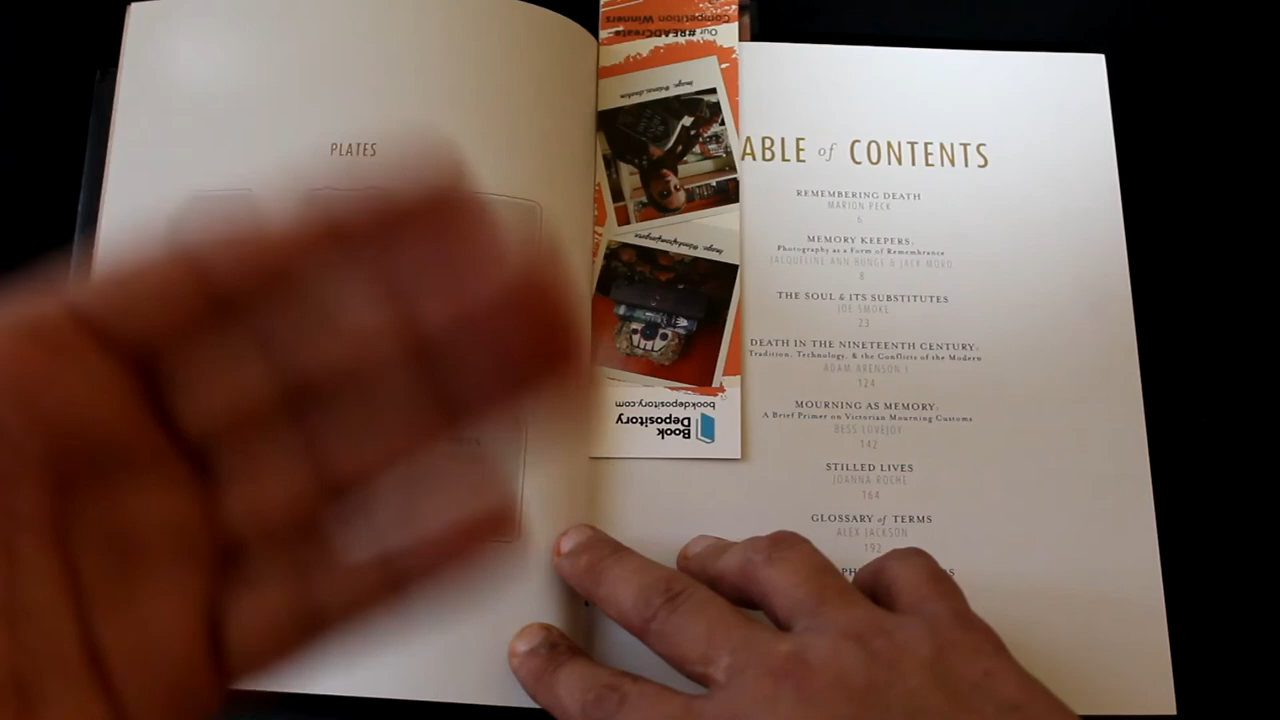 PLATES
Our #READCreate
Competition Winners
bookdepository.com
Book
Depository
ABLE of CONTENTS
REMEMBERING DEATH
MARION PECK
6
MEMORY KEEPERS:
Photography as a Form of Remembrance
JACQUELINE ANN BUNGE & JACK MORD
8
THE SOUL & ITS SUBSTITUTES
JOE SMOKE
23
DEATH IN THE NINETEENTH CENTURY:
Tradition, Technology, & the Conflicts of the Modern
ADAM ARENSON
124
MOURNING AS MEMORY:
A Brief Primer on Victorian Mourning Customs
BESS LOVEJOY
142
STILLED LIVES
JOANNA ROCHE
164
GLOSSARY of TERMS
ALEX JACKSON
192